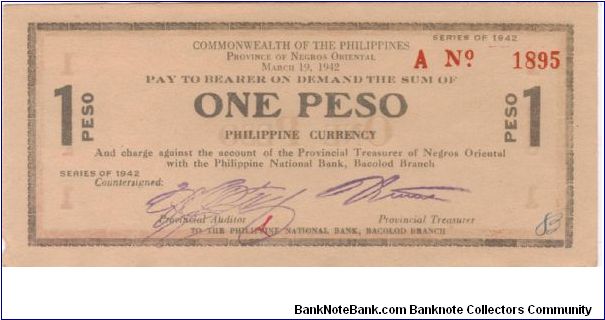 SERIES OF 1942
COMMONWEALTH OF THE PHILIPPINES
PROVINCE OF NEGROS ORIENTAL
MARCH 19, 1942
A Nº 1895
PAY TO BEARER ON DEMAND THE SUM OF
1 PESO
ONE PESO
PESO 1
PHILIPPINE CURRENCY
And charge against the account of the Provincial Treasurer of Negros Oriental
with the Philippine National Bank, Bacolod Branch
SERIES OF 1942
Countersigned:
Provincial Auditor
Provincial Treasurer
TO THE PHILIPPINE NATIONAL BANK, BACOLOD BRANCH
BankNoteBank.com Banknote Collectors Community